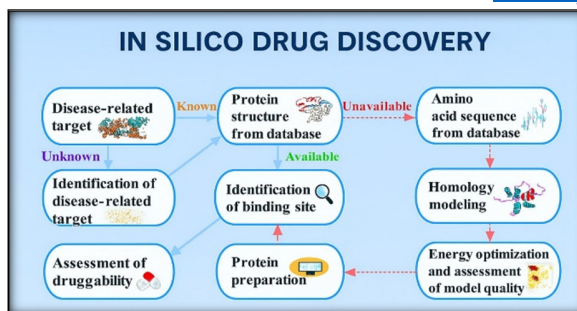 IN SILICO DRUG DISCOVERY
Disease-related
target
Known
Protein
structure
from database
Unavailable
Amino
acid sequence
from database
Unknown
Available
Identification of
disease-related
target
Identification
of binding site
Homology
modeling
Assessment of
druggability
Protein
preparation
Energy optimization
and assessment
of model quality